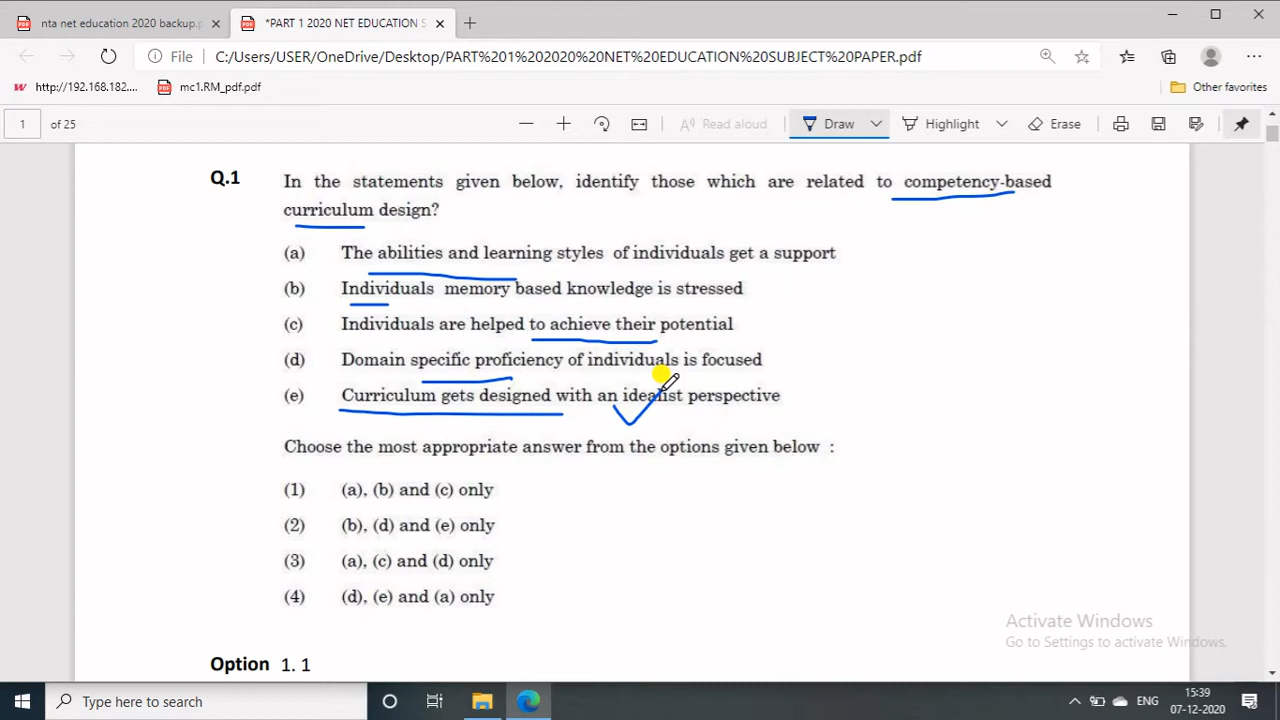 nta net education 2020 backup.p
*PART 1 2020 NET EDUCATION S
File C:/Users/USER/OneDrive/Desktop/PART%201%202020%20NET%20EDUCATION%20SUBJECT%20PAPER.pdf
http://192.168.182.... mc1.RM_pdf.pdf Other favorites
1 of 25 Read aloud Draw Highlight Erase
Q.1 In the statements given below, identify those which are related to competency-based
curriculum design?
(a) The abilities and learning styles of individuals get a support
(b) Individuals memory based knowledge is stressed
(c) Individuals are helped to achieve their potential
(d) Domain specific proficiency of individuals is focused
(e) Curriculum gets designed with an idealist perspective
Choose the most appropriate answer from the options given below :
(1) (a), (b) and (c) only
(2) (b), (d) and (e) only
(3) (a), (c) and (d) only
(4) (d), (e) and (a) only
Activate Windows
Go to Settings to activate Windows.
Option 1. 1
Type here to search
ENG
15:39
07-12-2020